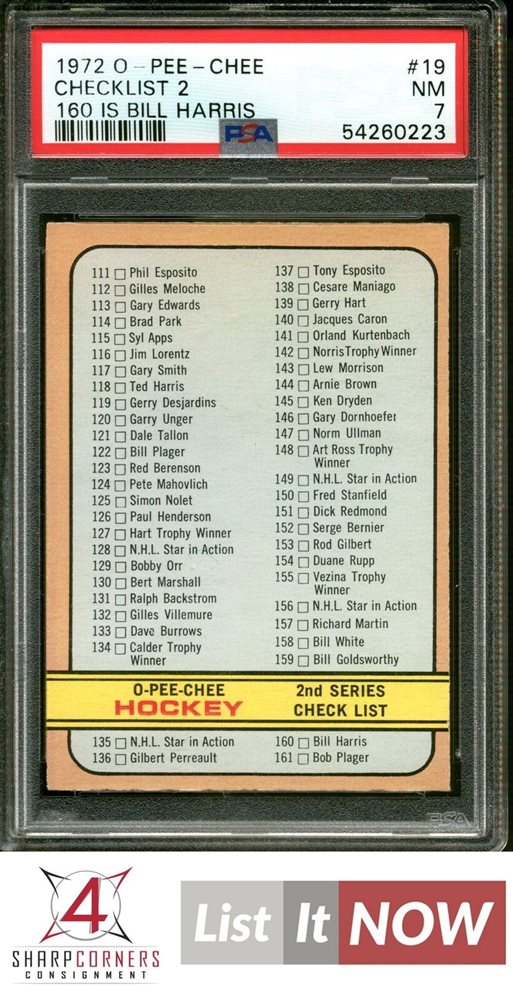 1972 O-PEE-CHEE #19
CHECKLIST 2 NM
160 IS BILL HARRIS 7
PSA 54260223
111 Phil Esposito
112 Gilles Meloche
113 Gary Edwards
114 Brad Park
115 Syl Apps
116 Jim Lorentz
117 Gary Smith
118 Ted Harris
119 Gerry Desjardins
120 Garry Unger
121 Dale Tallon
122 Bill Plager
123 Red Berenson
124 Pete Mahovlich
125 Simon Nolet
126 Paul Henderson
127 Hart Trophy Winner
128 N.H.L. Star in Action
129 Bobby Orr
130 Bert Marshall
131 Ralph Backstrom
132 Gilles Villemure
133 Dave Burrows
134 Calder Trophy
Winner
137 Tony Esposito
138 Cesare Maniago
139 Gerry Hart
140 Jacques Caron
141 Orland Kurtenbach
142 Norris Trophy Winner
143 Lew Morrison
144 Arnie Brown
145 Ken Dryden
146 Gary Dornhoefer
147 Norm Ullman
148 Art Ross Trophy
Winner
149 N.H.L. Star in Action
150 Fred Stanfield
151 Dick Redmond
152 Serge Bernier
153 Rod Gilbert
154 Duane Rupp
155 Vezina Trophy
Winner
156 N.H.L. Star in Action
157 Richard Martin
158 Bill White
159 Bill Goldsworthy
O-PEE-CHEE
HOCKEY
2nd SERIES
CHECK LIST
135 N.H.L. Star in Action
136 Gilbert Perreault
160 Bill Harris
161 Bob Plager
PSA
4
SHARPCORNERS
CONSIGNMENT
List It NOW